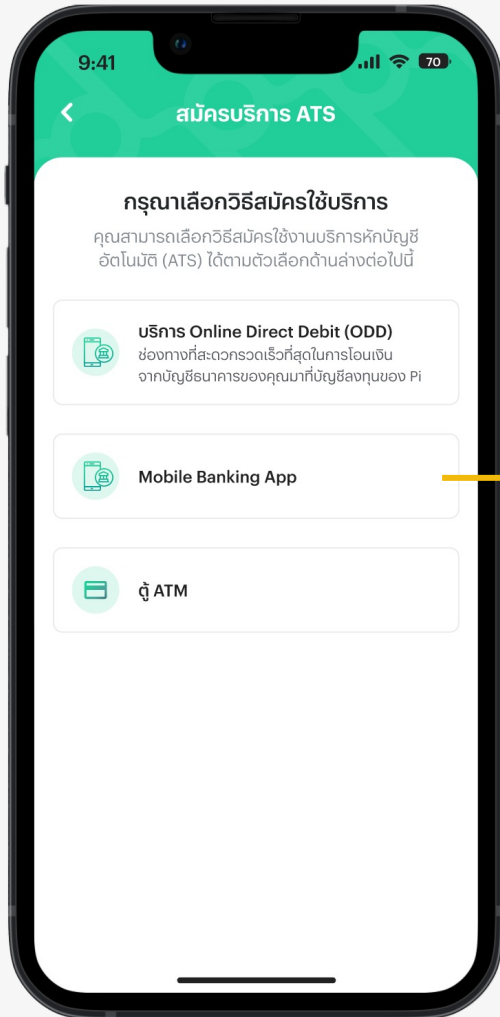 9:41
70
สมัครบริการ ATS
กรุณาเลือกวิธีสมัครใช้บริการ
คุณสามารถเลือกวิธีสมัครใช้งานบริการหักบัญชี
อัตโนมัติ (ATS) ได้ตามตัวเลือกด้านล่างต่อไปนี้
บริการ Online Direct Debit (ODD)
ช่องทางที่สะดวกรวดเร็วที่สุดในการโอนเงิน
จากบัญชีธนาคารของคุณมาที่บัญชีลงทุนของ Pi
Mobile Banking App
ตู้ ATM